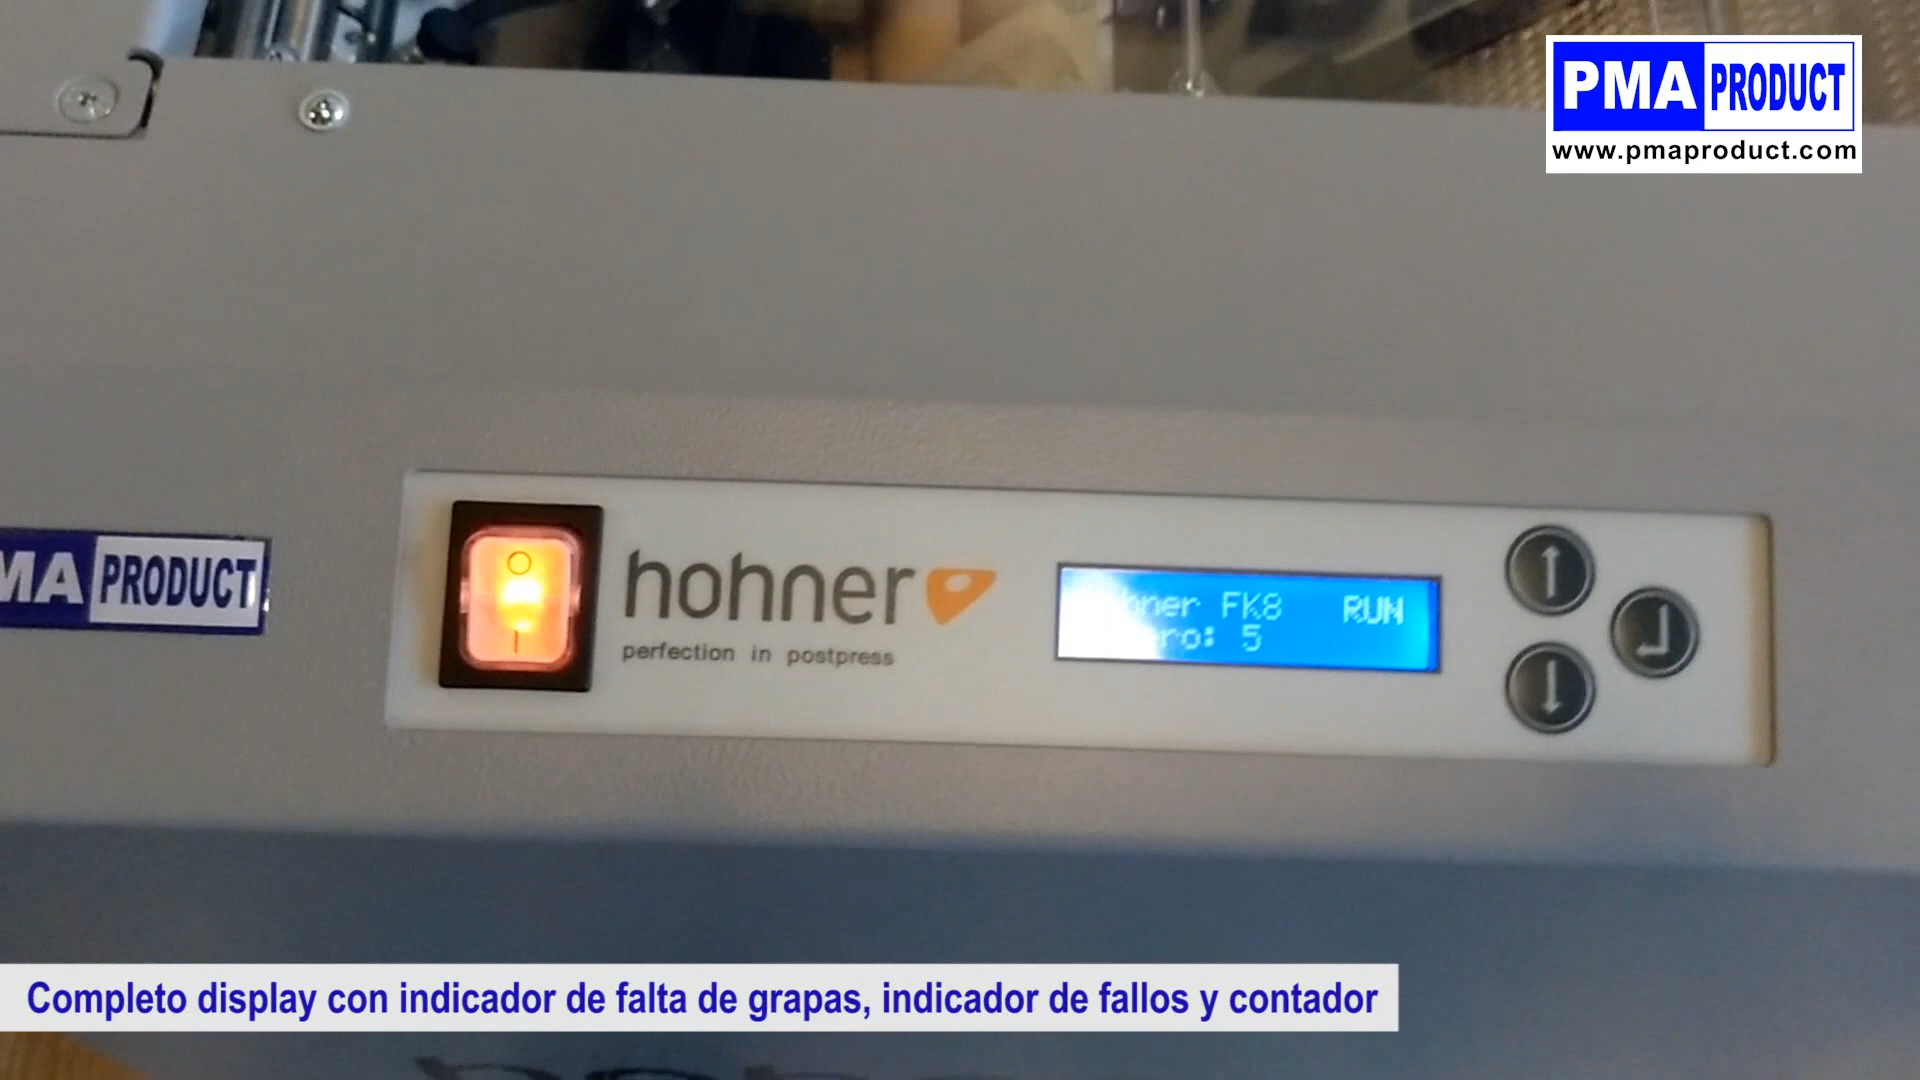 PMA PRODUCT
www.pmaproduct.com
PRODUCT
hohner
perfection in postpress
FK8 RUN
5
Completo display con indicador de falta de grapas, indicador de fallos y contador